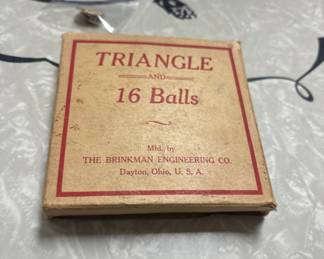 TRIANGLE
AND
16 Balls
Mfd. by
THE BRINKMAN ENGINEERING CO.
Dayton, Ohio, U. S. A.